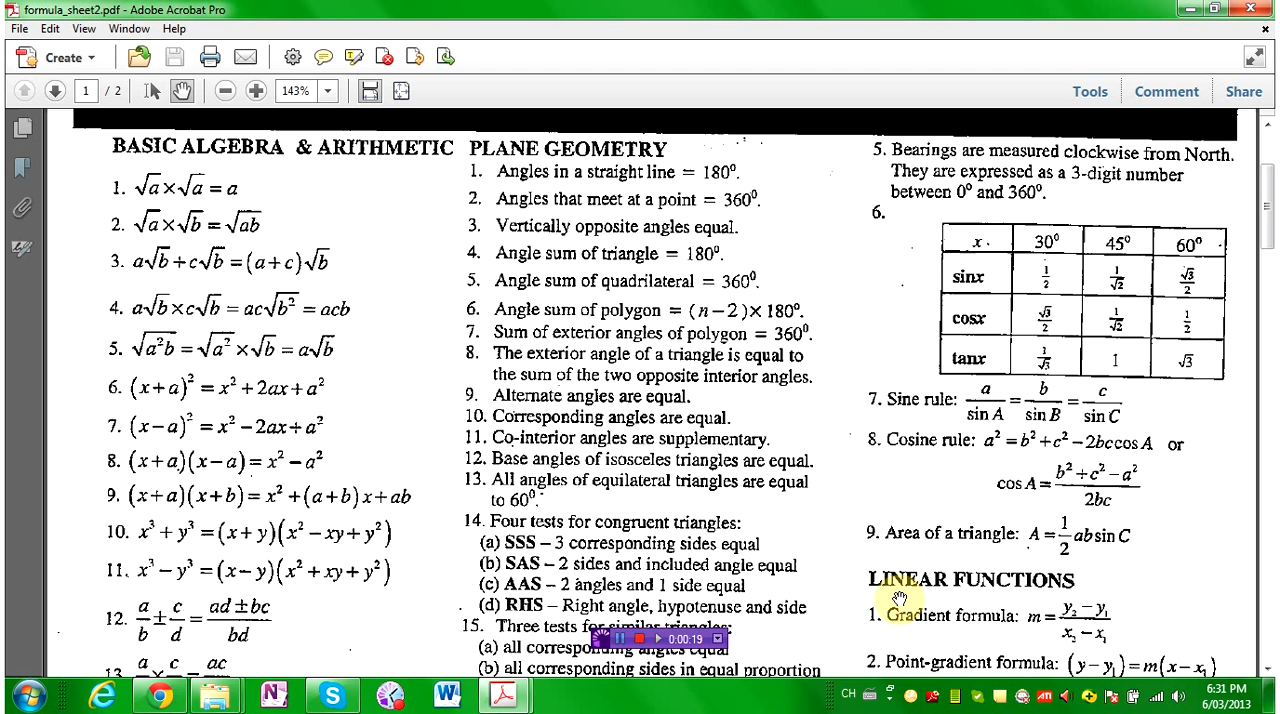 formula_sheet2.pdf - Adobe Acrobat Pro
File Edit View Window Help
Create
1 / 2 143% Tools Comment Share
BASIC ALGEBRA & ARITHMETIC
1. √a × √a = a
2. √a × √b = √ab
3. a√b + c√b = (a+c)√b
4. a√b × c√b = ac√b² = acb
5. √a²b = √a² × √b = a√b
6. (x+a)² = x² + 2ax + a²
7. (x−a)² = x² − 2ax + a²
8. (x+a)(x−a) = x² − a²
9. (x+a)(x+b) = x² + (a+b)x + ab
10. x³ + y³ = (x+y)(x² − xy + y²)
11. x³ − y³ = (x−y)(x² + xy + y²)
12. a/b ± c/d = ad ± bc / bd
13. a × c = ac
PLANE GEOMETRY
1. Angles in a straight line = 180⁰.
2. Angles that meet at a point = 360⁰.
3. Vertically opposite angles equal.
4. Angle sum of triangle = 180⁰.
5. Angle sum of quadrilateral = 360⁰.
6. Angle sum of polygon = (n−2)×180⁰.
7. Sum of exterior angles of polygon = 360⁰.
8. The exterior angle of a triangle is equal to
the sum of the two opposite interior angles.
9. Alternate angles are equal.
10. Corresponding angles are equal.
11. Co-interior angles are supplementary.
12. Base angles of isosceles triangles are equal.
13. All angles of equilateral triangles are equal
to 60⁰.
14. Four tests for congruent triangles:
(a) SSS – 3 corresponding sides equal
(b) SAS – 2 sides and included angle equal
(c) AAS – 2 angles and 1 side equal
(d) RHS – Right angle, hypotenuse and side
15. Three tests for similar triangles:
(a) all corresponding angles equal
(b) all corresponding sides in equal proportion
0:00:19
5. Bearings are measured clockwise from North.
They are expressed as a 3-digit number
between 0⁰ and 360⁰.
6.
x 30⁰ 45⁰ 60⁰
sinx 1/2 1/√2 √3/2
cosx √3/2 1/√2 1/2
tanx 1/√3 1 √3
7. Sine rule: a/sin A = b/sin B = c/sin C
8. Cosine rule: a² = b² + c² − 2bc cos A or
cos A = b² + c² − a² / 2bc
9. Area of a triangle: A = 1/2 ab sin C
LINEAR FUNCTIONS
1. Gradient formula: m = y₂ − y₁ / x₂ − x₁
2. Point-gradient formula: (y − y₁) = m(x − x₁)
CH
6:31 PM
6/03/2013